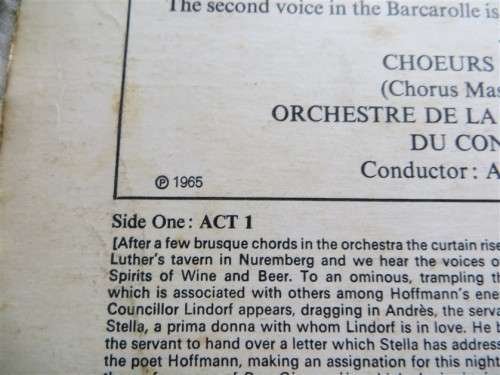 The second voice in the Barcarolle is
CHOEURS
(Chorus Mas
ORCHESTRE DE LA
DU CON
Conductor: A
℗ 1965
Side One: ACT 1
[After a few brusque chords in the orchestra the curtain rise
Luther's tavern in Nuremberg and we hear the voices o
Spirits of Wine and Beer. To an ominous, trampling th
which is associated with others among Hoffmann's ene
Councillor Lindorf appears, dragging in Andrès, the serva
Stella, a prima donna with whom Lindorf is in love. He b
the servant to hand over a letter which Stella has addres
the poet Hoffmann, making an assignation for this night